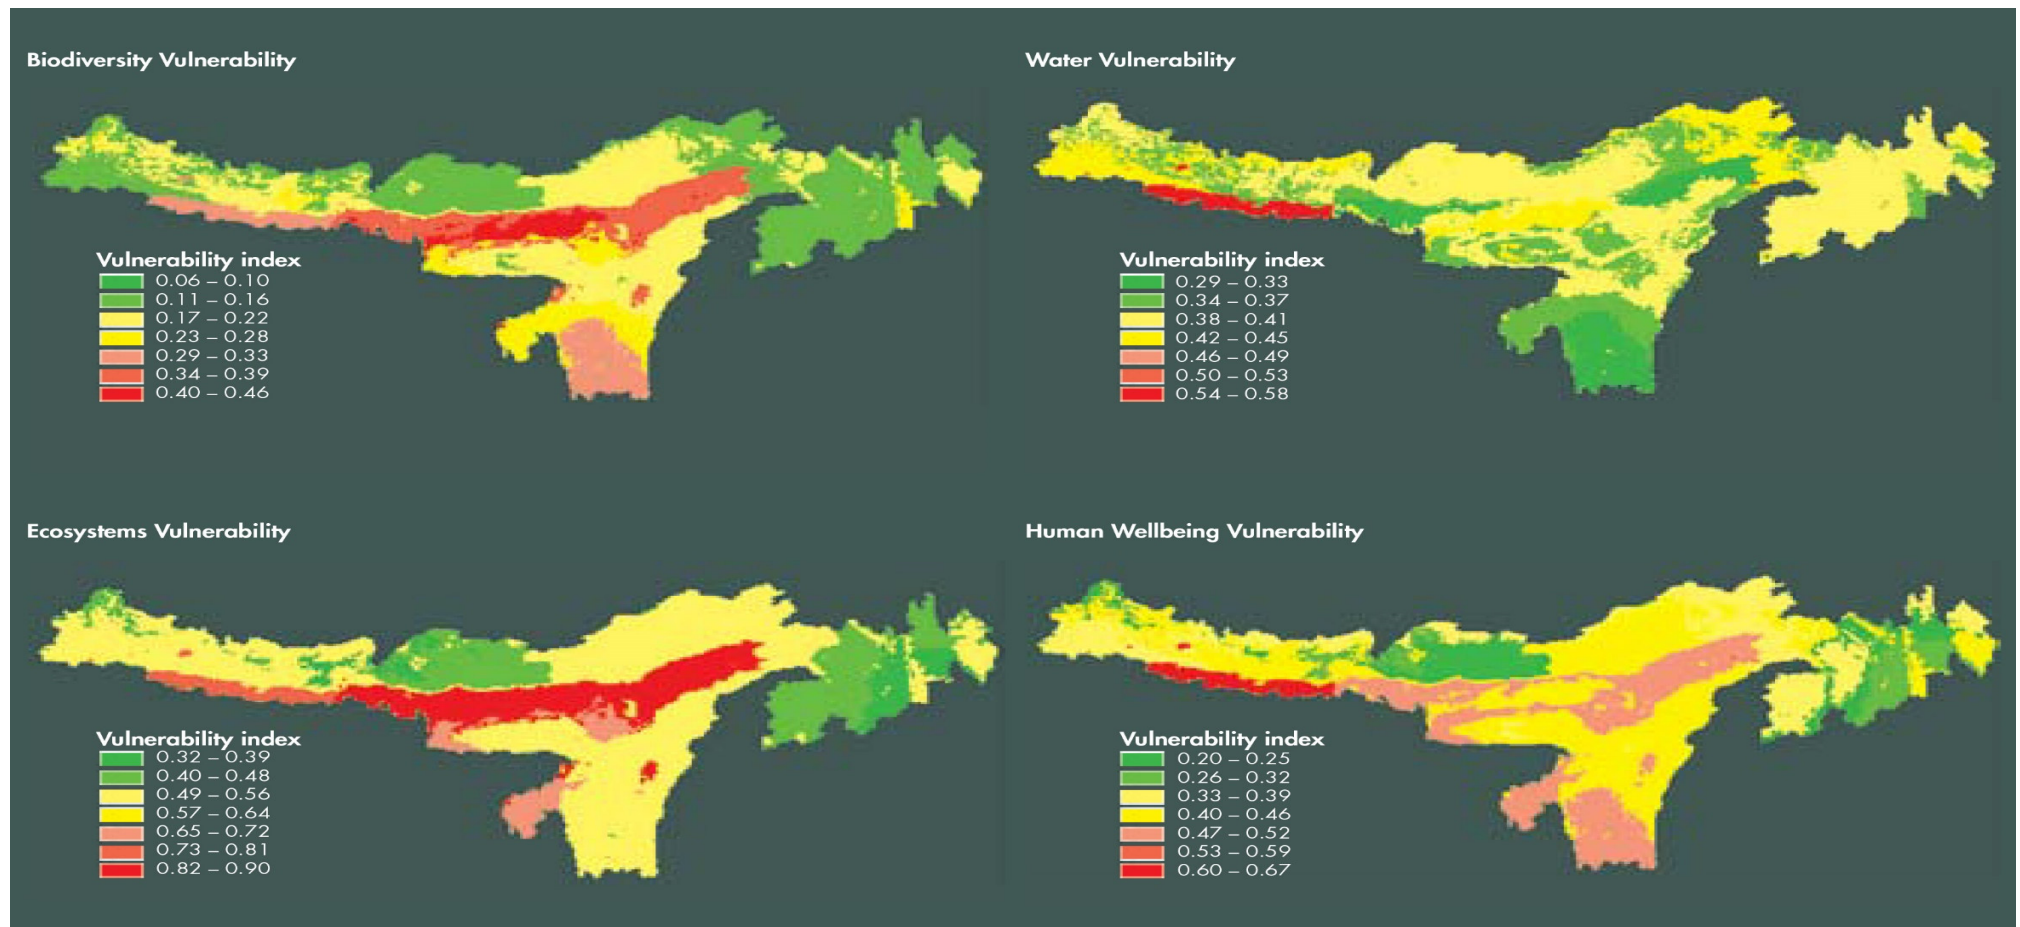 Biodiversity Vulnerability
Vulnerability index
0.06 – 0.10
0.11 – 0.16
0.17 – 0.22
0.23 – 0.28
0.29 – 0.33
0.34 – 0.39
0.40 – 0.46
Water Vulnerability
Vulnerability index
0.29 – 0.33
0.34 – 0.37
0.38 – 0.41
0.42 – 0.45
0.46 – 0.49
0.50 – 0.53
0.54 – 0.58
Ecosystems Vulnerability
Vulnerability index
0.32 – 0.39
0.40 – 0.48
0.49 – 0.56
0.57 – 0.64
0.65 – 0.72
0.73 – 0.81
0.82 – 0.90
Human Wellbeing Vulnerability
Vulnerability index
0.20 – 0.25
0.26 – 0.32
0.33 – 0.39
0.40 – 0.46
0.47 – 0.52
0.53 – 0.59
0.60 – 0.67